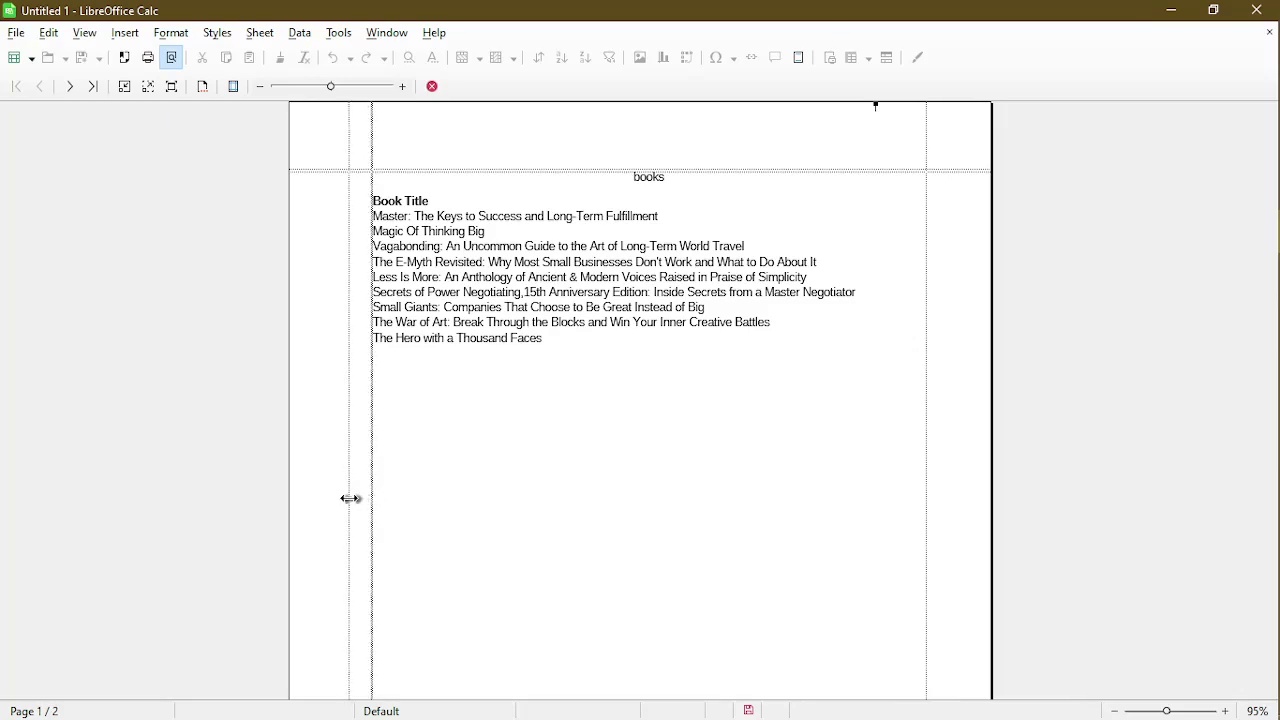 Untitled 1 - LibreOffice Calc
File Edit View Insert Format Styles Sheet Data Tools Window Help
books
Book Title
Master: The Keys to Success and Long-Term Fulfillment
Magic Of Thinking Big
Vagabonding: An Uncommon Guide to the Art of Long-Term World Travel
The E-Myth Revisited: Why Most Small Businesses Don't Work and What to Do About It
Less Is More: An Anthology of Ancient & Modern Voices Raised in Praise of Simplicity
Secrets of Power Negotiating,15th Anniversary Edition: Inside Secrets from a Master Negotiator
Small Giants: Companies That Choose to Be Great Instead of Big
The War of Art: Break Through the Blocks and Win Your Inner Creative Battles
The Hero with a Thousand Faces
Page 1 / 2 Default 95%